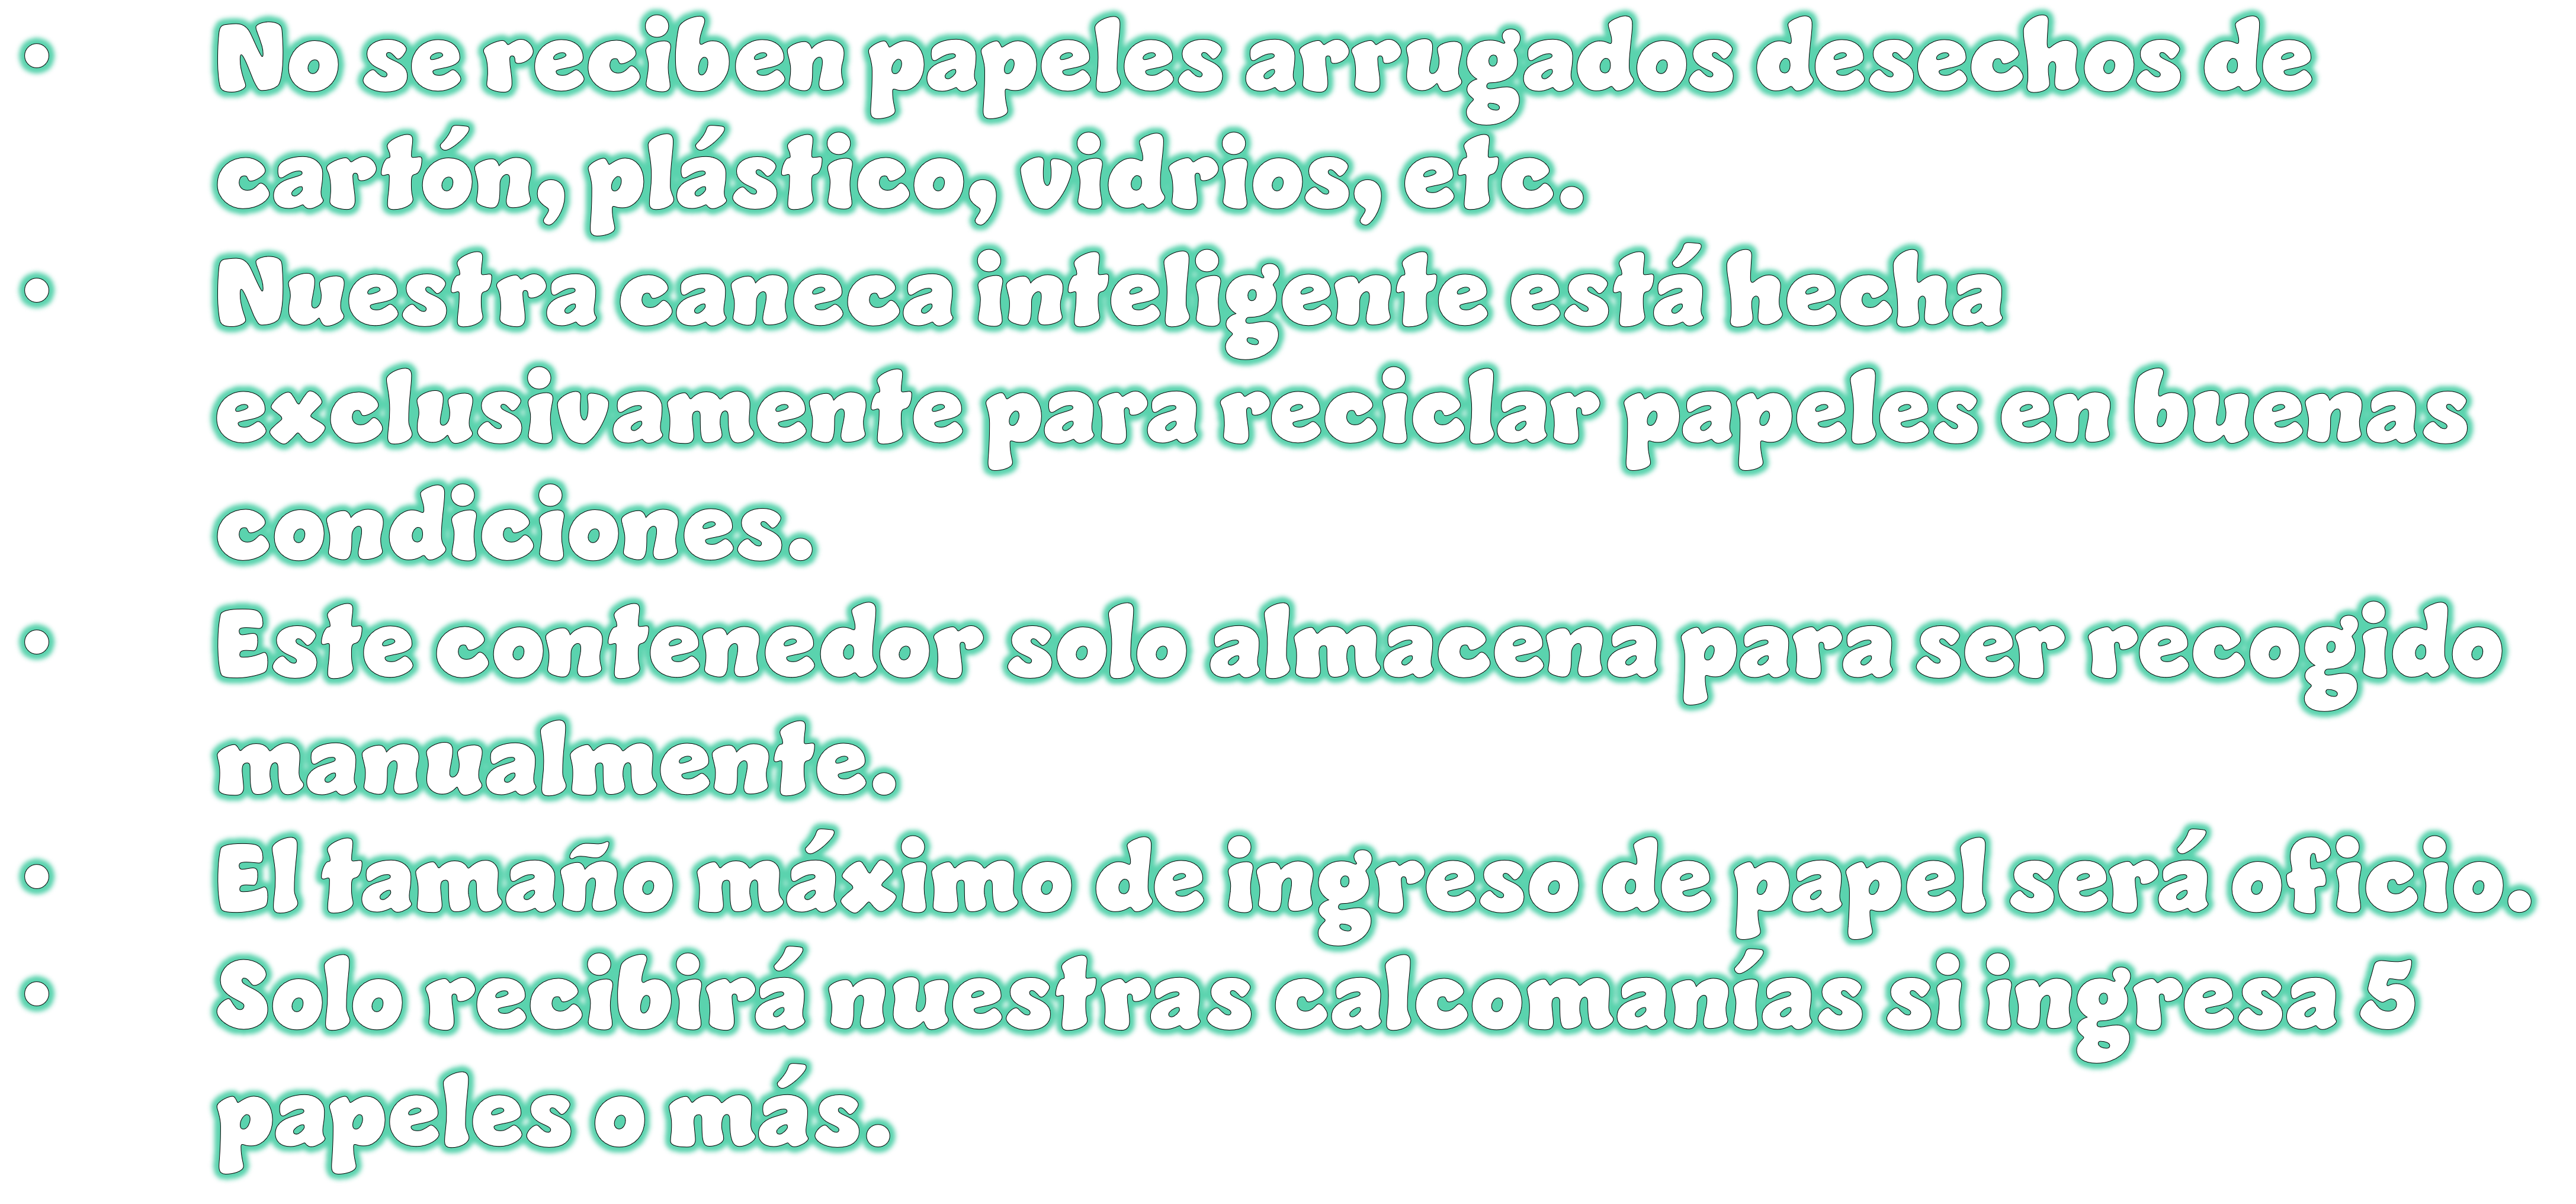 • No se reciben papeles arrugados desechos de
cartón, plástico, vidrios, etc.
• Nuestra caneca inteligente está hecha
exclusivamente para reciclar papeles en buenas
condiciones.
• Este contenedor solo almacena para ser recogido
manualmente.
• El tamaño máximo de ingreso de papel será oficio.
• Solo recibirá nuestras calcomanías si ingresa 5
papeles o más.